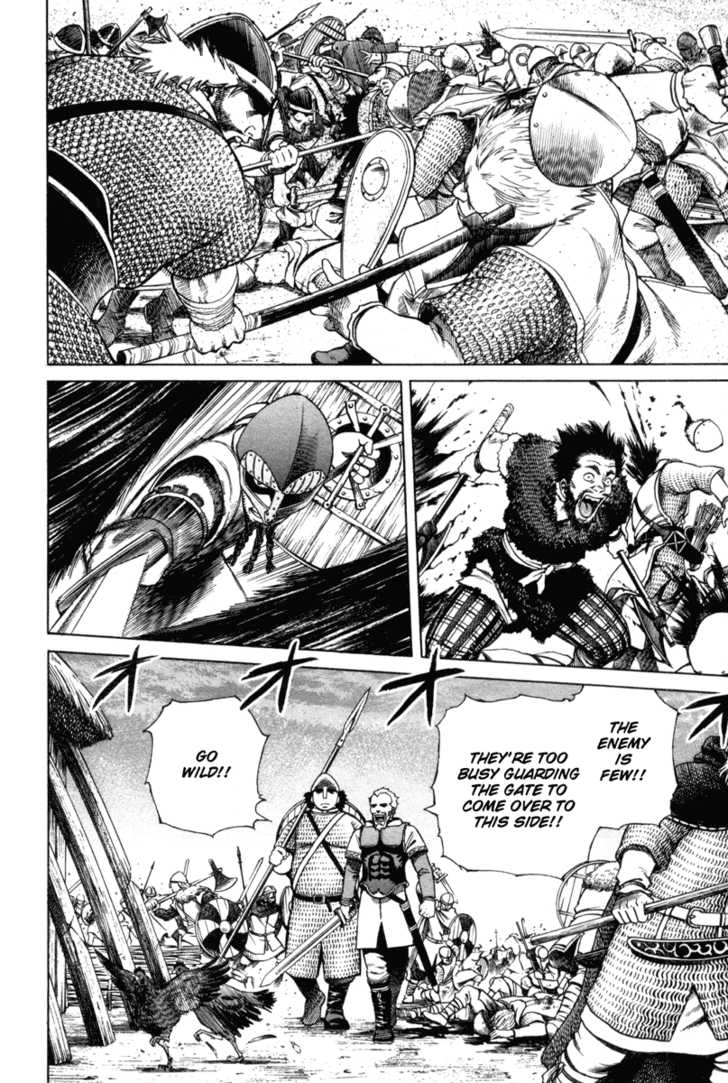 THE
ENEMY
IS
FEW!!
THEY'RE TOO
BUSY GUARDING
THE GATE TO
COME OVER TO
THIS SIDE!!
GO
WILD!!